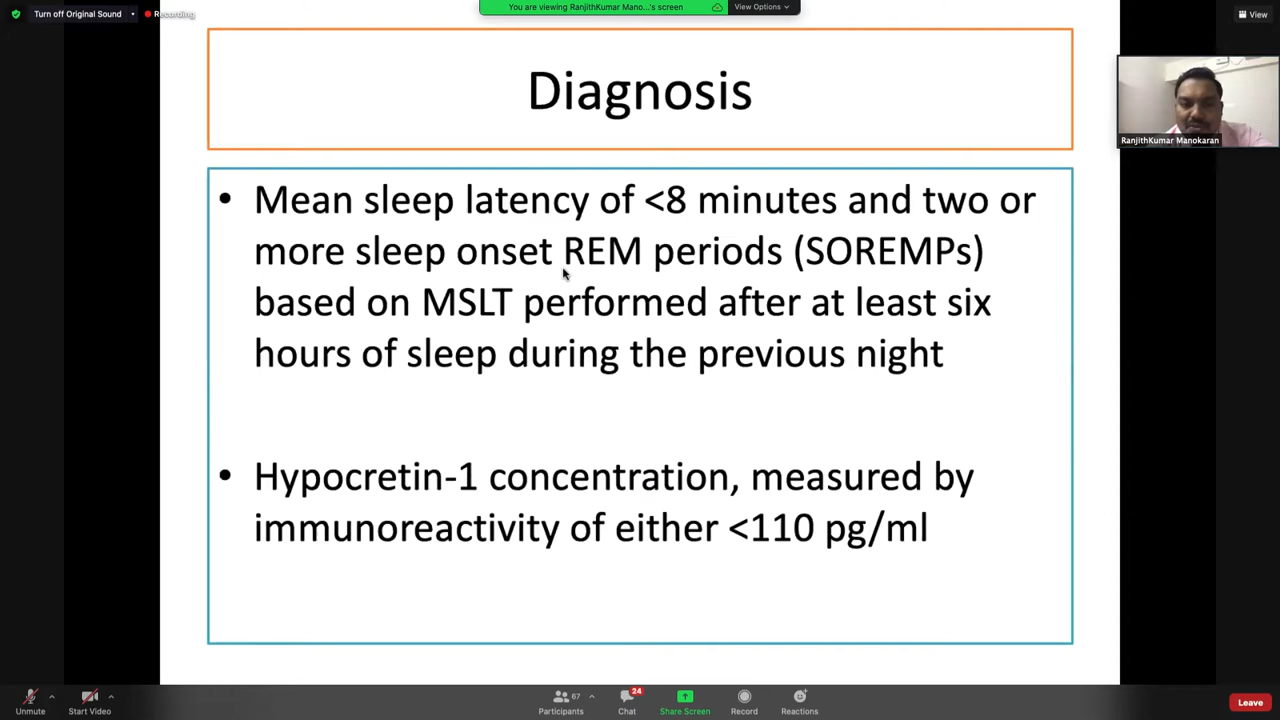 Turn off Original Sound
Recording
You are viewing RanjithKumar Mano...'s screen
View Options
View
Diagnosis
RanjithKumar Manokaran
• Mean sleep latency of <8 minutes and two or
more sleep onset REM periods (SOREMPs)
based on MSLT performed after at least six
hours of sleep during the previous night
• Hypocretin-1 concentration, measured by
immunoreactivity of either <110 pg/ml
Unmute
Start Video
67
Participants
24
Chat
Share Screen
Record
Reactions
Leave